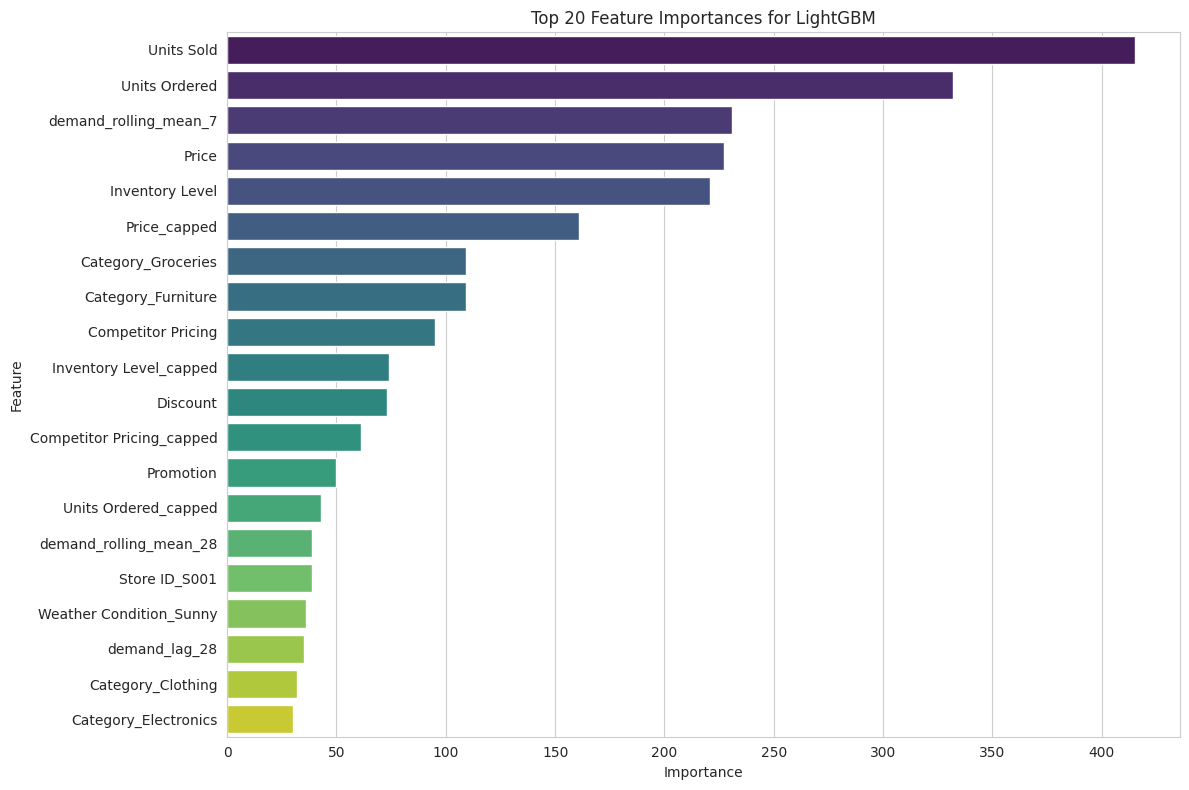 Top 20 Feature Importances for LightGBM
Units Sold
Units Ordered
demand_rolling_mean_7
Price
Inventory Level
Price_capped
Category_Groceries
Category_Furniture
Competitor Pricing
Inventory Level_capped
Discount
Competitor Pricing_capped
Promotion
Units Ordered_capped
demand_rolling_mean_28
Store ID_S001
Weather Condition_Sunny
demand_lag_28
Category_Clothing
Category_Electronics
Feature
0 50 100 150 200 250 300 350 400
Importance